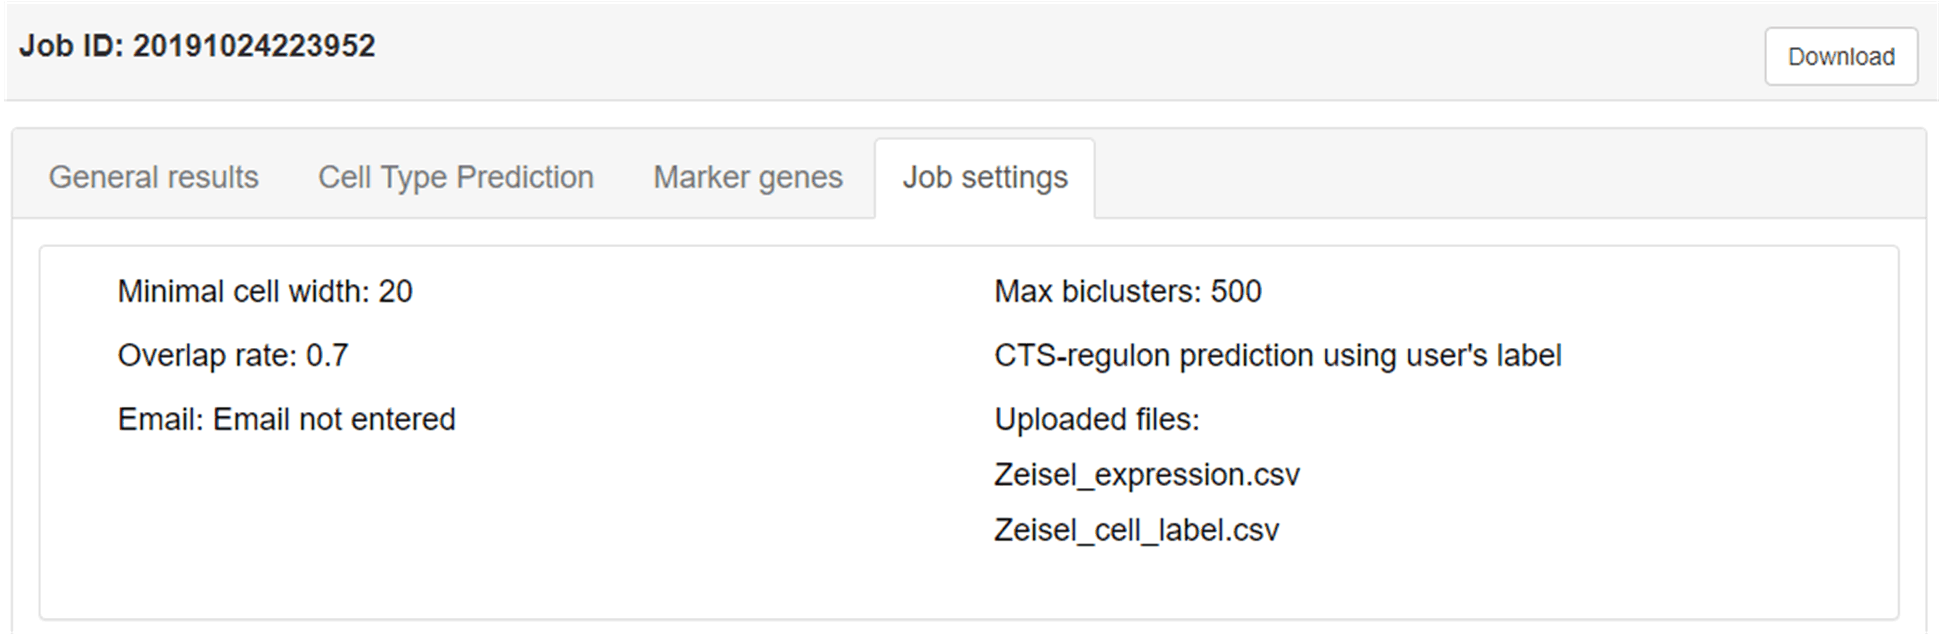 Job ID: 20191024223952
Download
General results
Cell Type Prediction
Marker genes
Job settings
Minimal cell width: 20
Max biclusters: 500
Overlap rate: 0.7
CTS-regulon prediction using user's label
Email: Email not entered
Uploaded files:
Zeisel_expression.csv
Zeisel_cell_label.csv